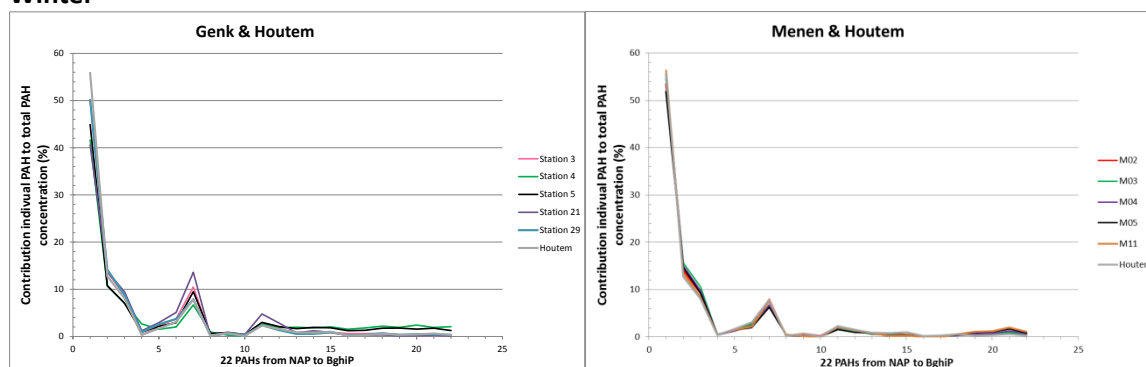 Winter
Genk & Houtem
Contribution indivual PAH to total PAH
concentration (%)
60
50
40
30
20
10
0
0
5
10
15
20
25
22 PAHs from NAP to BghiP
Station 3
Station 4
Station 5
Station 21
Station 29
Houtem
Menen & Houtem
Contribution indivual PAH to total PAH
concentration (%)
60
50
40
30
20
10
0
0
5
10
15
20
25
22 PAHs from NAP to BghiP
M02
M03
M04
M05
M11
Houtem